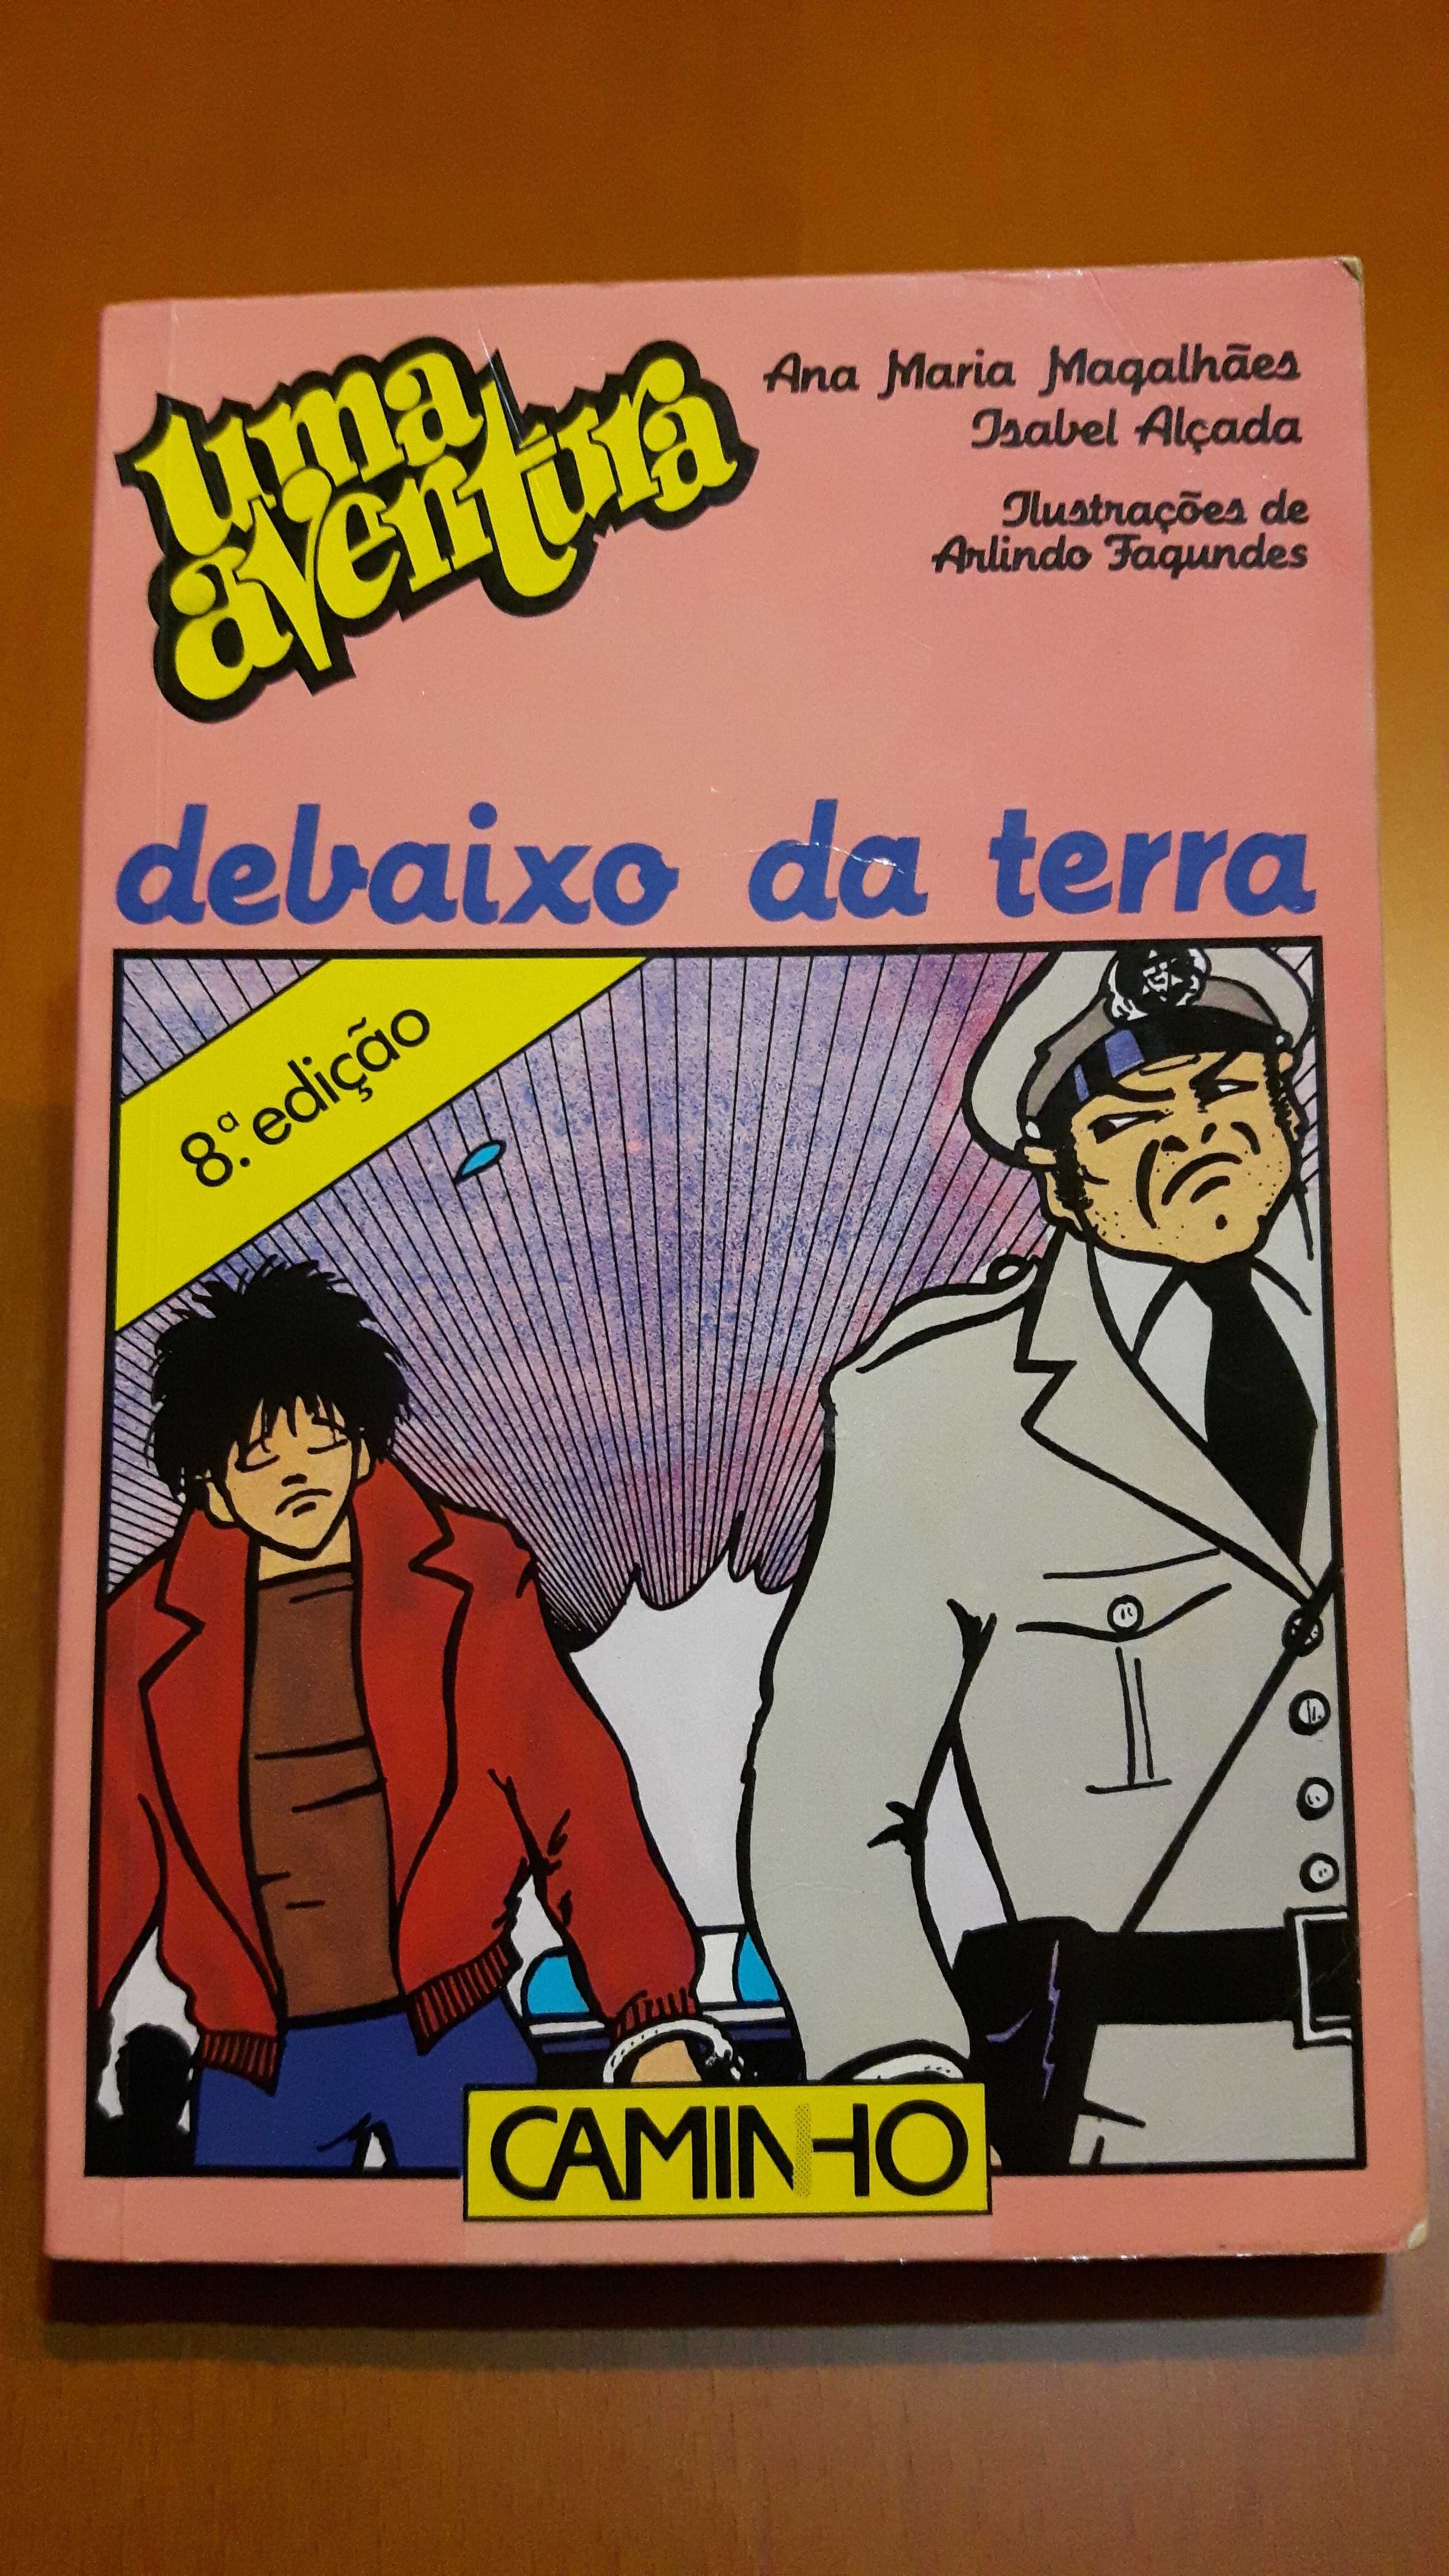 uma
aventura
Ana Maria Magalhães
Isabel Alçada
Ilustrações de
Arlindo Fagundes
debaixo da terra
8.ª edição
CAMINHO